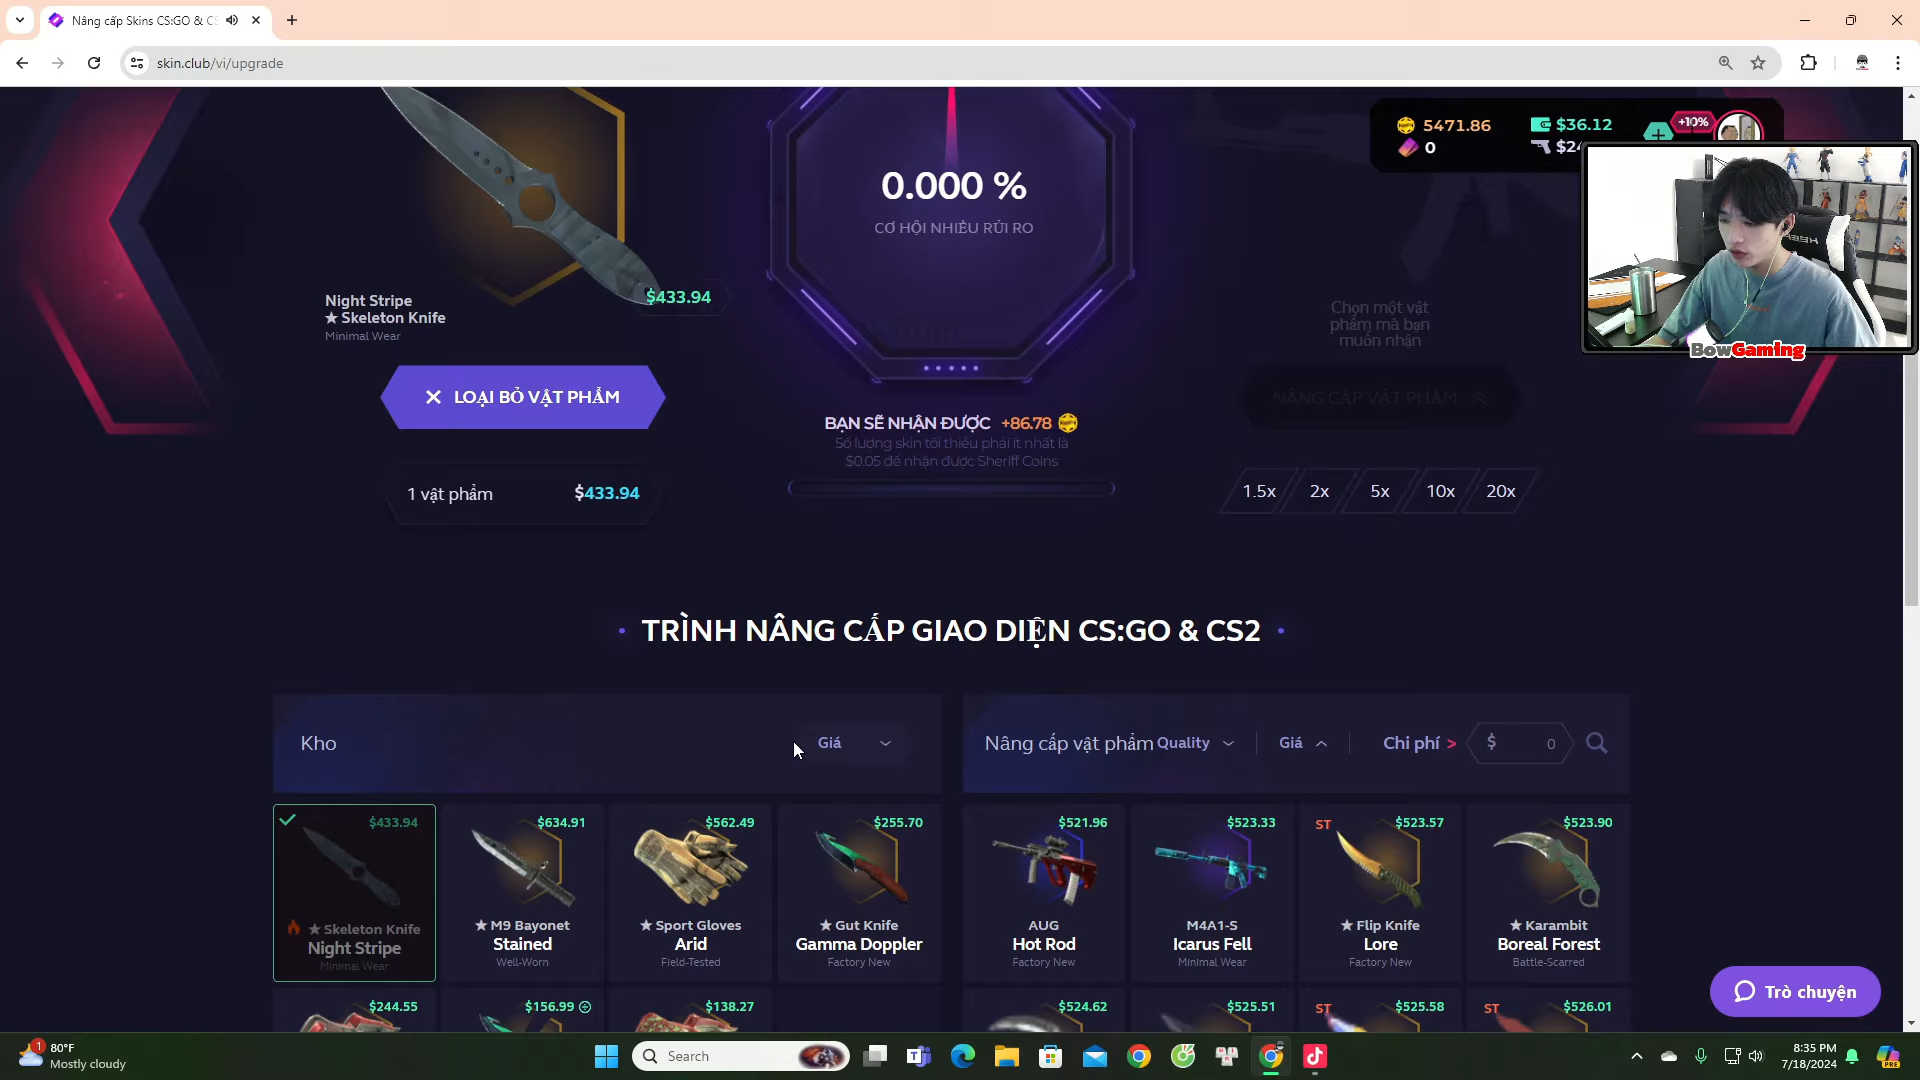 Nâng cấp Skins CS:GO & CS
skin.club/vi/upgrade
5471.86
$36.12
+10%
0
$24
0.000 %
CƠ HỘI NHIỀU RỦI RO
Night Stripe
★ Skeleton Knife
Minimal Wear
$433.94
Chọn một vật
phẩm mà bạn
muốn nhận
BowGaming
LOẠI BỎ VẬT PHẨM
NÂNG CẤP VẬT PHẨM
BẠN SẼ NHẬN ĐƯỢC +86.78
Số lượng skin tối thiểu phải ít nhất là
$0.05 để nhận được Sheriff Coins
1 vật phẩm $433.94
1.5x 2x 5x 10x 20x
TRÌNH NÂNG CẤP GIAO DIỆN CS:GO & CS2
Kho
Giá
Nâng cấp vật phẩm
Quality
Giá
Chi phí >
$ 0
$433.94
★ Skeleton Knife
Night Stripe
Minimal Wear
$634.91
★ M9 Bayonet
Stained
Well-Worn
$562.49
★ Sport Gloves
Arid
Field-Tested
$255.70
★ Gut Knife
Gamma Doppler
Factory New
$521.96
AUG
Hot Rod
Factory New
$523.33
M4A1-S
Icarus Fell
Minimal Wear
ST $523.57
★ Flip Knife
Lore
Factory New
$523.90
★ Karambit
Boreal Forest
Battle-Scarred
$244.55
$156.99
$138.27
$524.62
$525.51
ST $525.58
ST $526.01
Trò chuyện
1
80°F
Mostly cloudy
Search
8:35 PM
7/18/2024
PRE